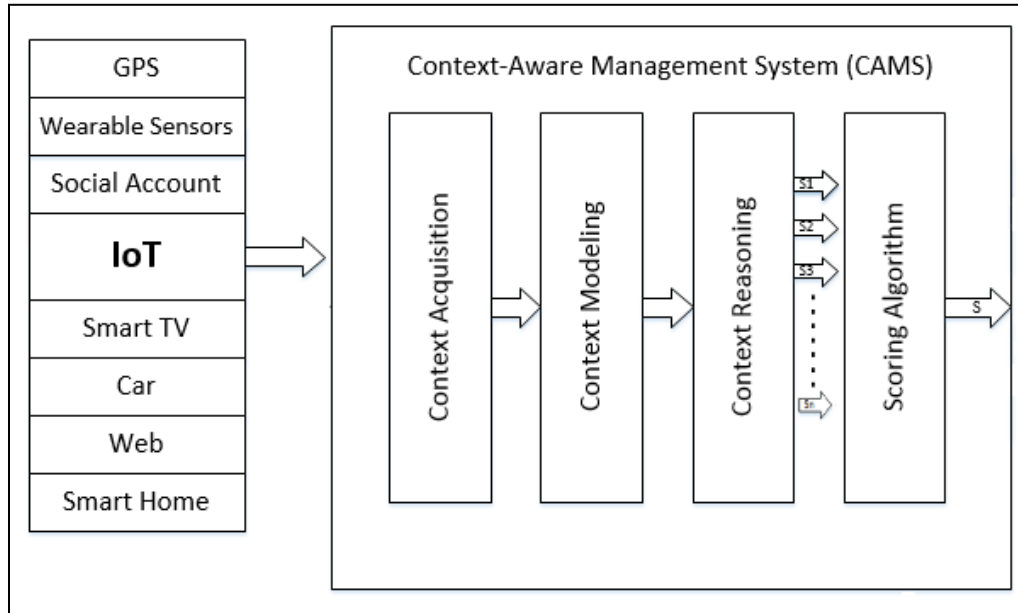 GPS
Wearable Sensors
Social Account
IoT
Smart TV
Car
Web
Smart Home
Context-Aware Management System (CAMS)
Context Acquisition
Context Modeling
Context Reasoning
S1
S2
S3
Sn
Scoring Algorithm
S